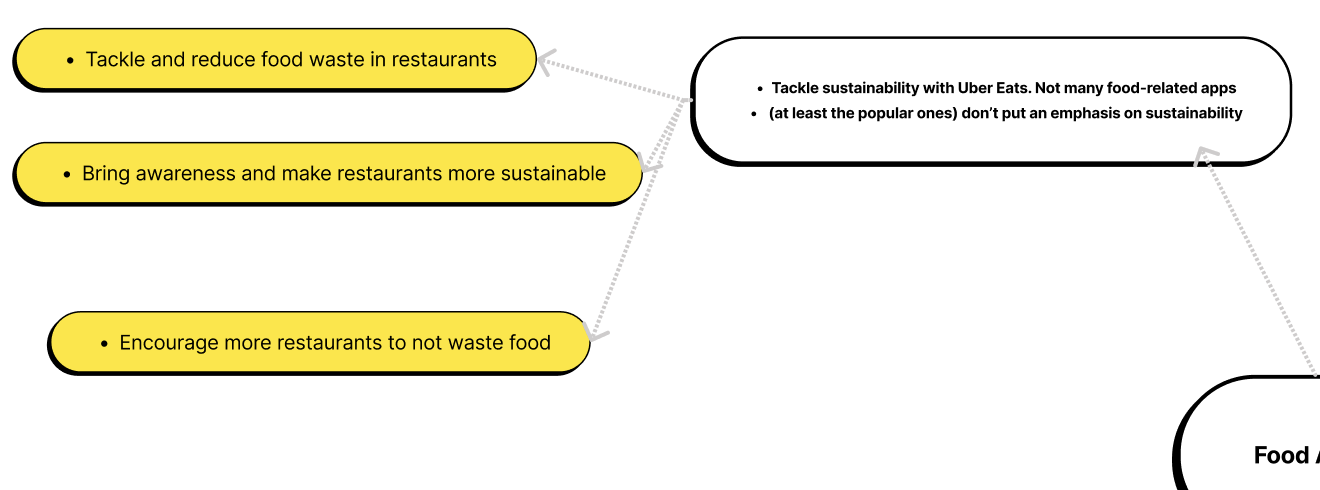 • Tackle and reduce food waste in restaurants
• Tackle sustainability with Uber Eats. Not many food-related apps
• (at least the popular ones) don't put an emphasis on sustainability
• Bring awareness and make restaurants more sustainable
• Encourage more restaurants to not waste food
Food